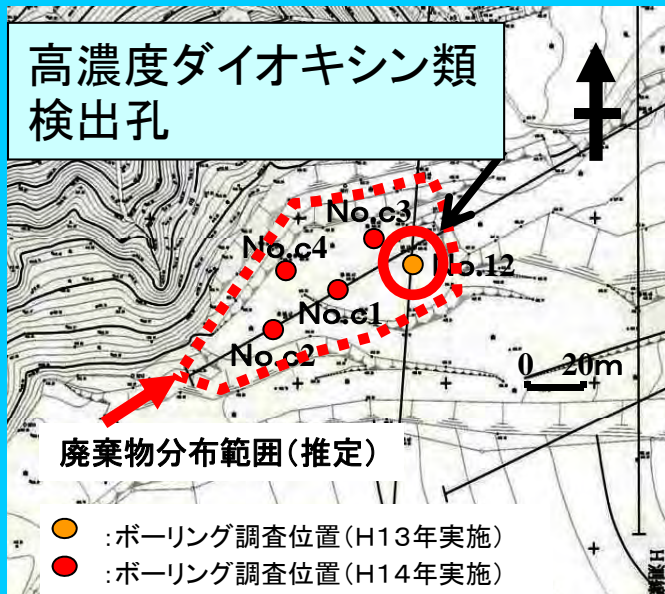 高濃度ダイオキシン類
検出孔
No.c3
No.c4
No.12
No.c1
No.c2
0 20m
廃棄物分布範囲(推定)
:ボーリング調査位置(H13年実施)
:ボーリング調査位置(H14年実施)